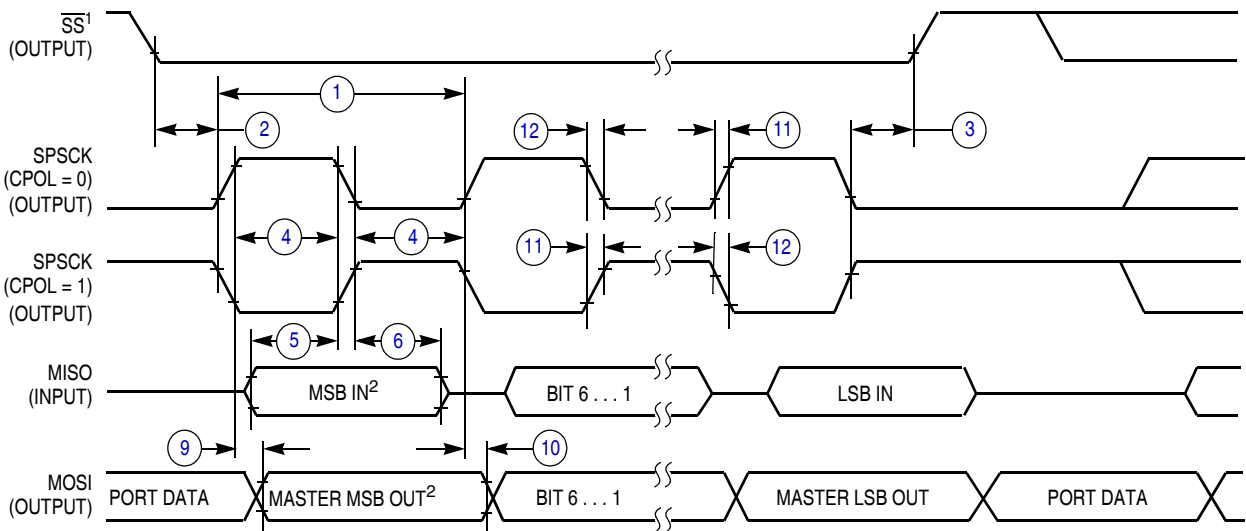 SS1
(OUTPUT)
1
2
12
11
3
SPSCK
(CPOL = 0)
(OUTPUT)
4
4
11
12
SPSCK
(CPOL = 1)
(OUTPUT)
5
6
MISO
(INPUT)
MSB IN2
BIT 6 . . . 1
LSB IN
9
10
MOSI
(OUTPUT)
PORT DATA
MASTER MSB OUT2
BIT 6 . . . 1
MASTER LSB OUT
PORT DATA